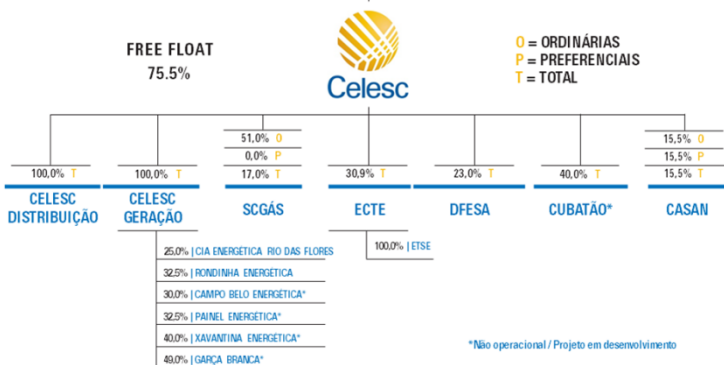 FREE FLOAT
75.5%
Celesc
O = ORDINÁRIAS
P = PREFERENCIAIS
T = TOTAL
100,0% T
CELESC
DISTRIBUIÇÃO
100,0% T
CELESC
GERAÇÃO
51,0% O
0,0% P
17,0% T
SCGÁS
30,9% T
ECTE
23,0% T
DFESA
40,0% T
CUBATÃO*
15,5% O
15,5% P
15,5% T
CASAN
25.0% | CIA ENERGÉTICA RIO DAS FLORES
32.5% | RONDINHA ENERGÉTICA
30.0% | CAMPO BELO ENERGÉTICA*
32.5% | PAINEL ENERGÉTICA*
40.0% | XAVANTINA ENERGÉTICA*
49.0% | GARÇA BRANCA*
100.0% | ETSE
*Não operacional / Projeto em desenvolvimento